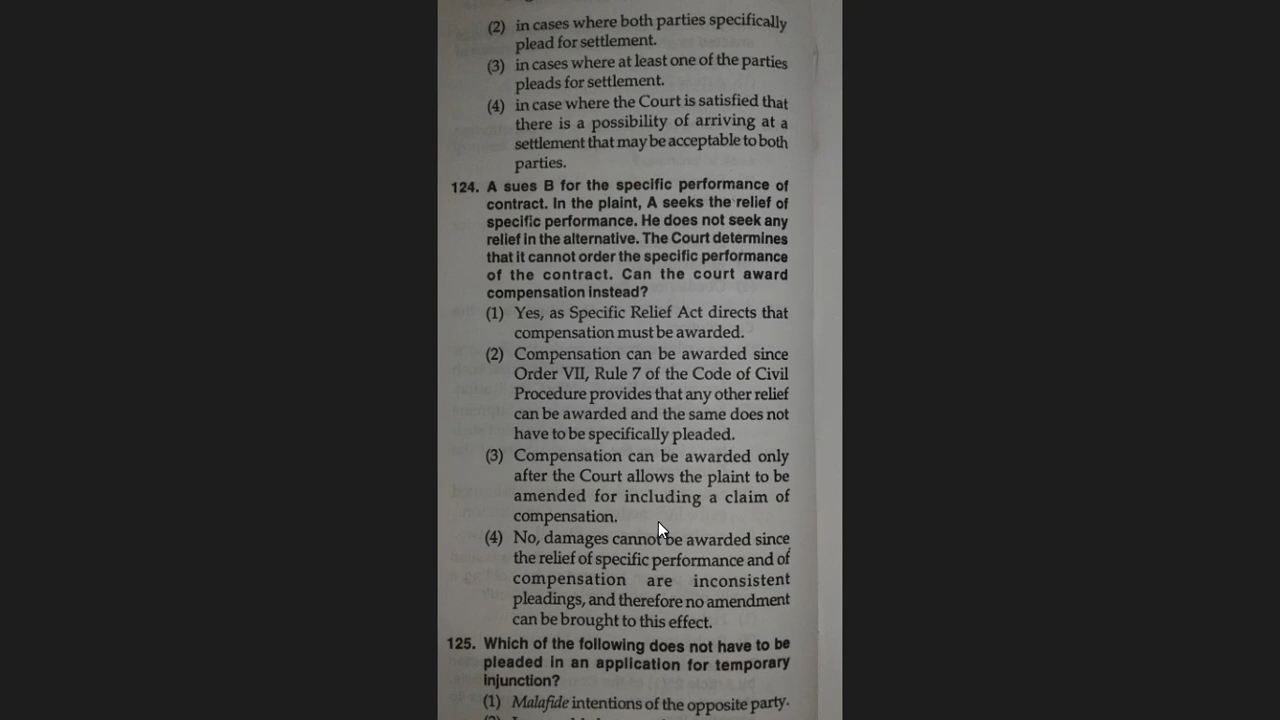 (2) in cases where both parties specifically
plead for settlement.
(3) in cases where at least one of the parties
pleads for settlement.
(4) in case where the Court is satisfied that
there is a possibility of arriving at a
settlement that may be acceptable to both
parties.
124. A sues B for the specific performance of
contract. In the plaint, A seeks the relief of
specific performance. He does not seek any
relief in the alternative. The Court determines
that it cannot order the specific performance
of the contract. Can the court award
compensation instead?
(1) Yes, as Specific Relief Act directs that
compensation must be awarded.
(2) Compensation can be awarded since
Order VII, Rule 7 of the Code of Civil
Procedure provides that any other relief
can be awarded and the same does not
have to be specifically pleaded.
(3) Compensation can be awarded only
after the Court allows the plaint to be
amended for including a claim of
compensation.
(4) No, damages cannot be awarded since
the relief of specific performance and of
compensation are inconsistent
pleadings, and therefore no amendment
can be brought to this effect.
125. Which of the following does not have to be
pleaded in an application for temporary
injunction?
(1) Malafide intentions of the opposite party.